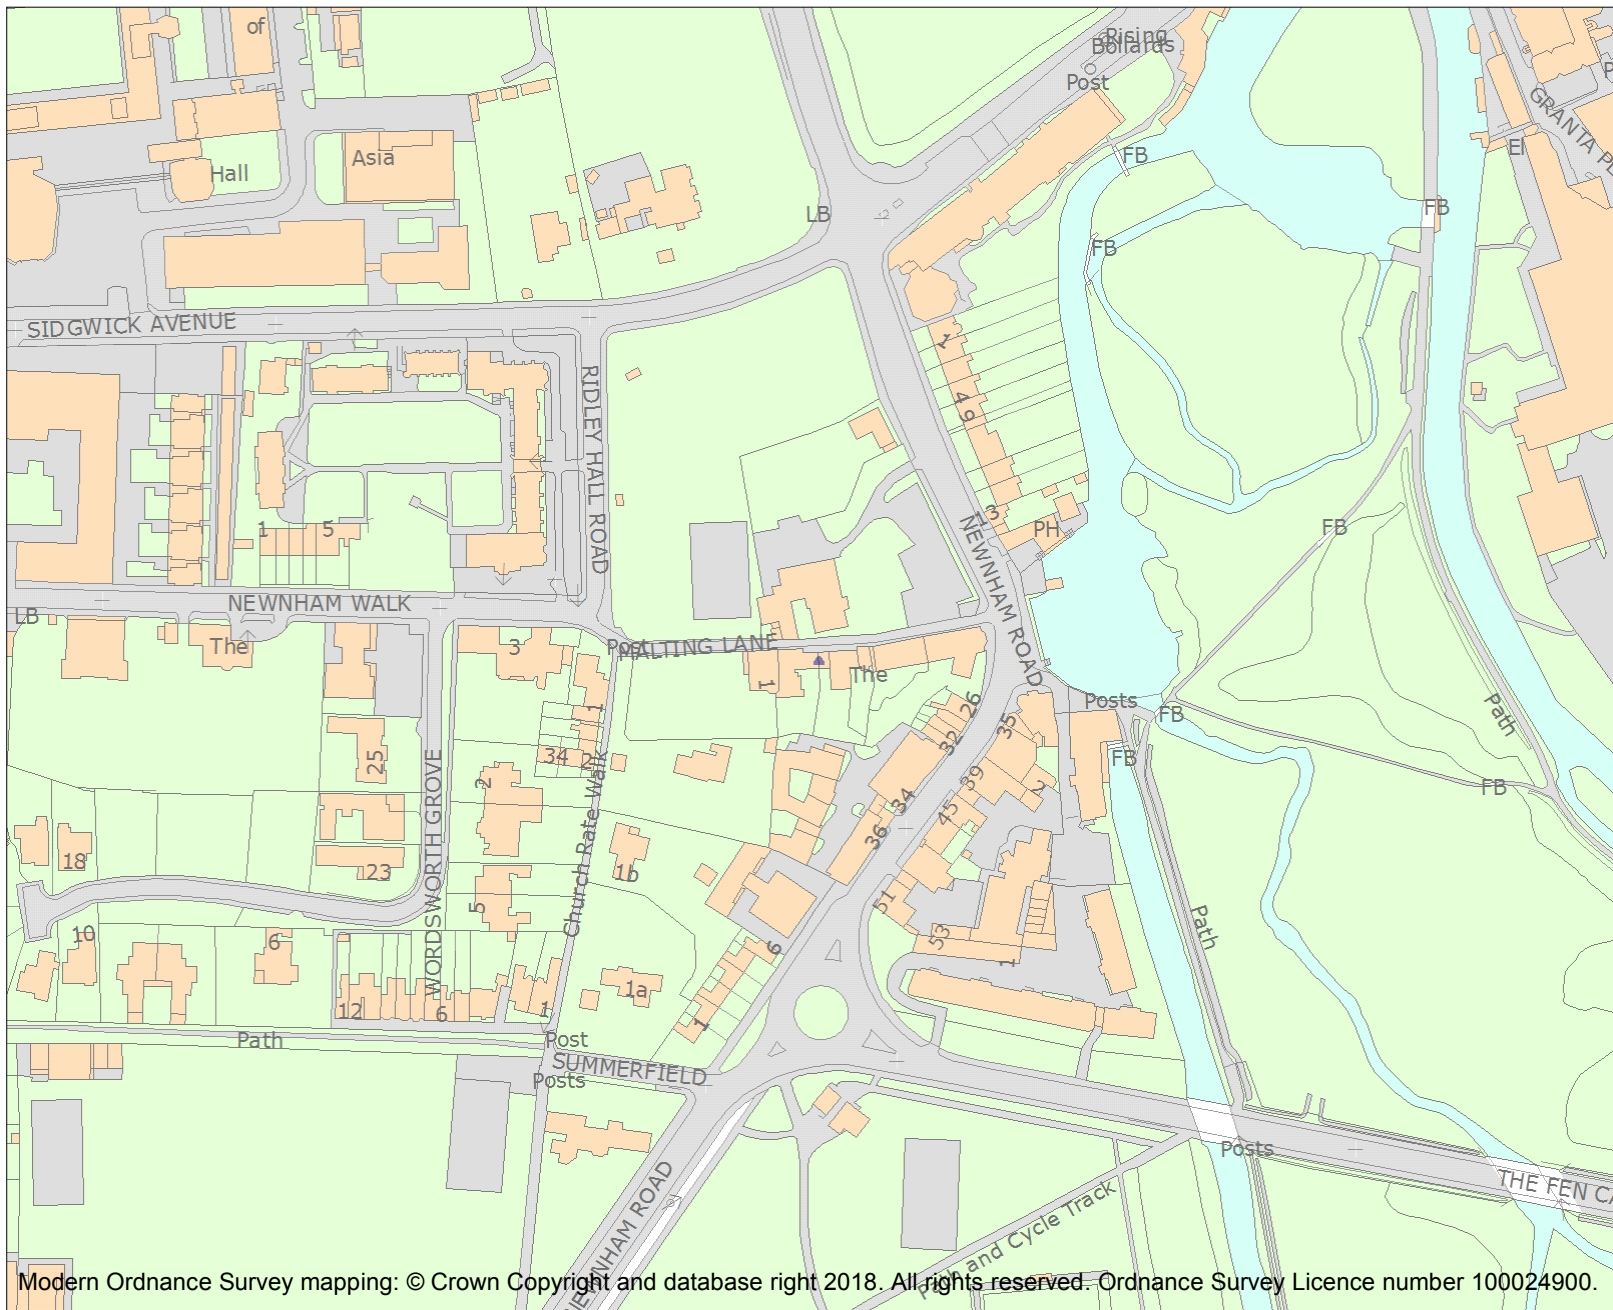 of
Rising
Bollards
Post
GRANTA
El
Hall
Asia
LB
FB
FB
FB
SIDGWICK AVENUE
1
4
9
RIDLEY HALL ROAD
13
PH
NEWNHAM ROAD
FB
1
5
NEWNHAM WALK
LB
The
3
Post
MALTING LANE
1
The
26
32
35
Posts
FB
FB
Path
FB
25
1
34
2
2
39
2
34
45
36
18
23
1b
WORDSWORTH GROVE
Church Rate Walk
5
51
53
1
Path
10
6
6
12
6
1
1a
1
Path
Post
SUMMERFIELD
Posts
Posts
THE FEN CA
NEWNHAM ROAD
Path and Cycle Track
Modern Ordnance Survey mapping: © Crown Copyright and database right 2018. All rights reserved. Ordnance Survey Licence number 100024900.